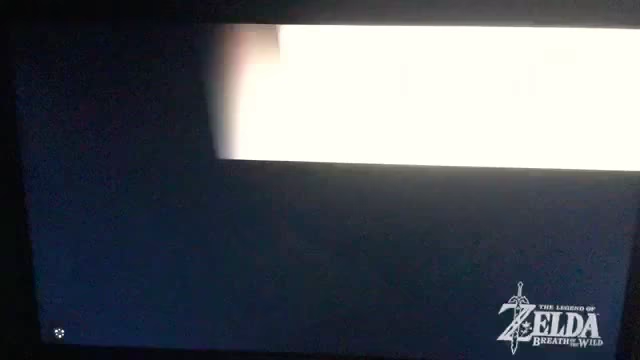 THE LEGEND OF
ZELDA
BREATH OF THE WILD